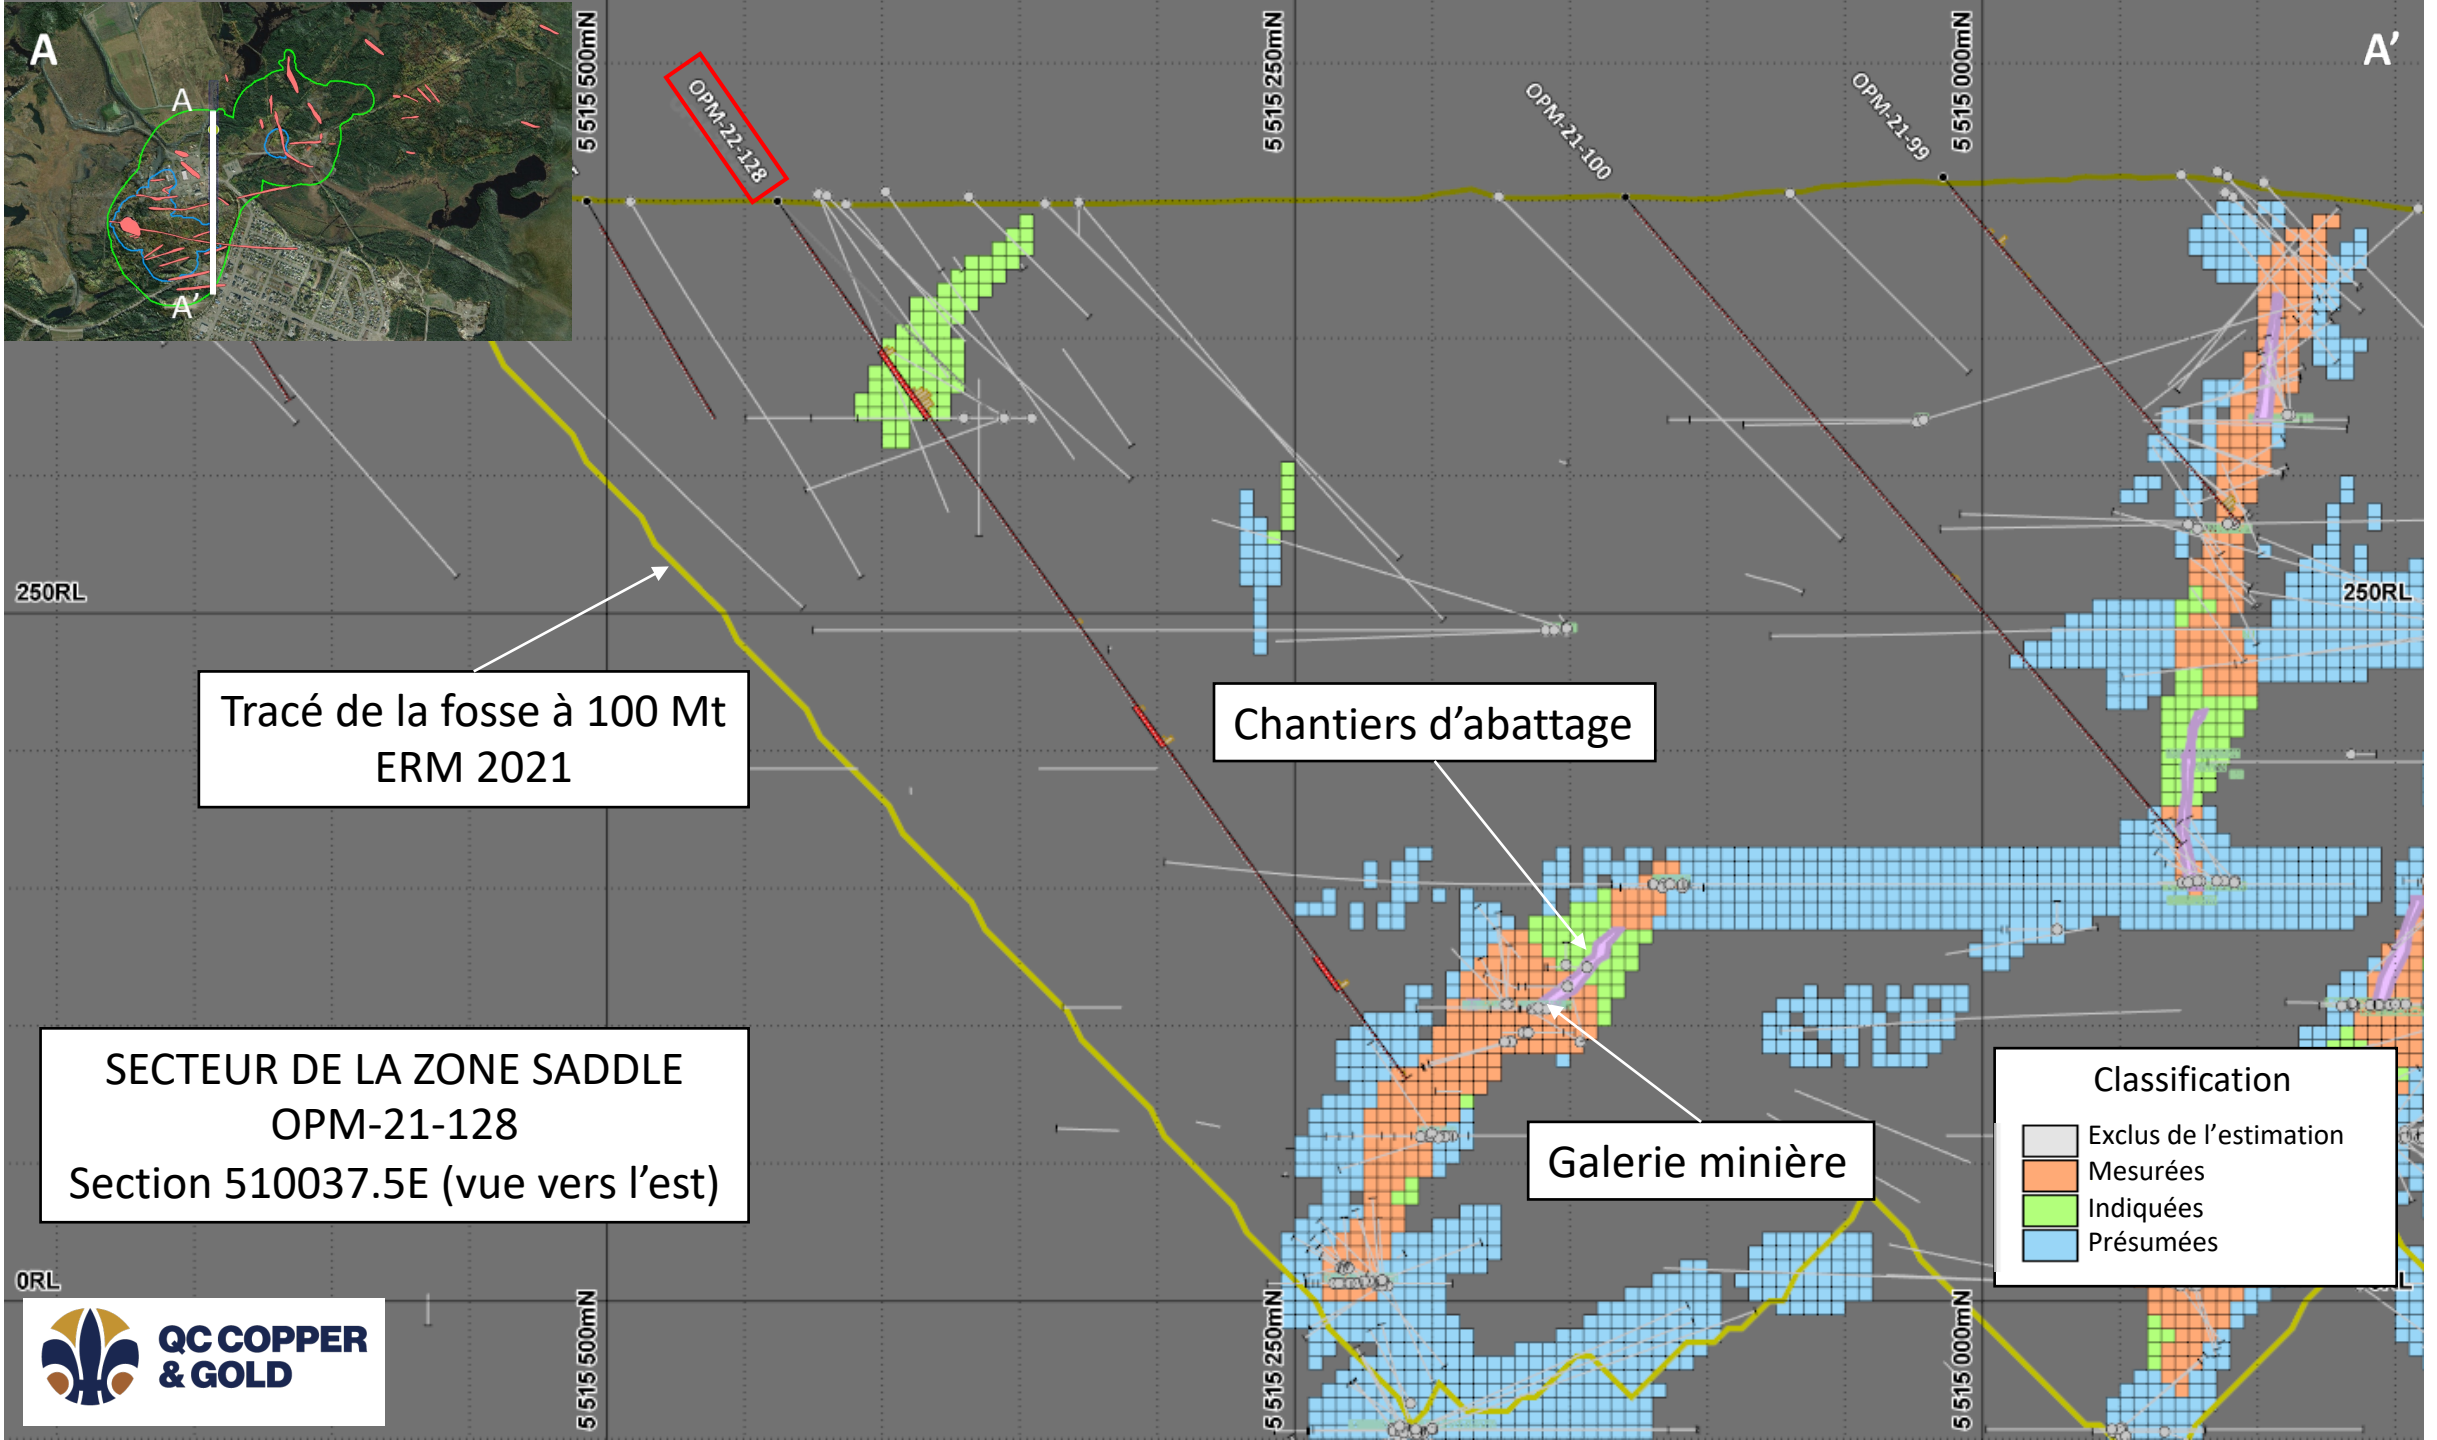 A
A
A'
5 515 500mN
OPM-22-128
5 515 250mN
OPM-21-100
OPM-21-99
5 515 000mN
A'
250RL
250RL
Tracé de la fosse à 100 Mt
ERM 2021
Chantiers d'abattage
SECTEUR DE LA ZONE SADDLE
OPM-21-128
Section 510037.5E (vue vers l'est)
Galerie minière
Classification
Exclus de l'estimation
Mesurées
Indiquées
Présumées
0RL
QC COPPER
& GOLD
5 515 500mN
5 515 250mN
5 515 000mN